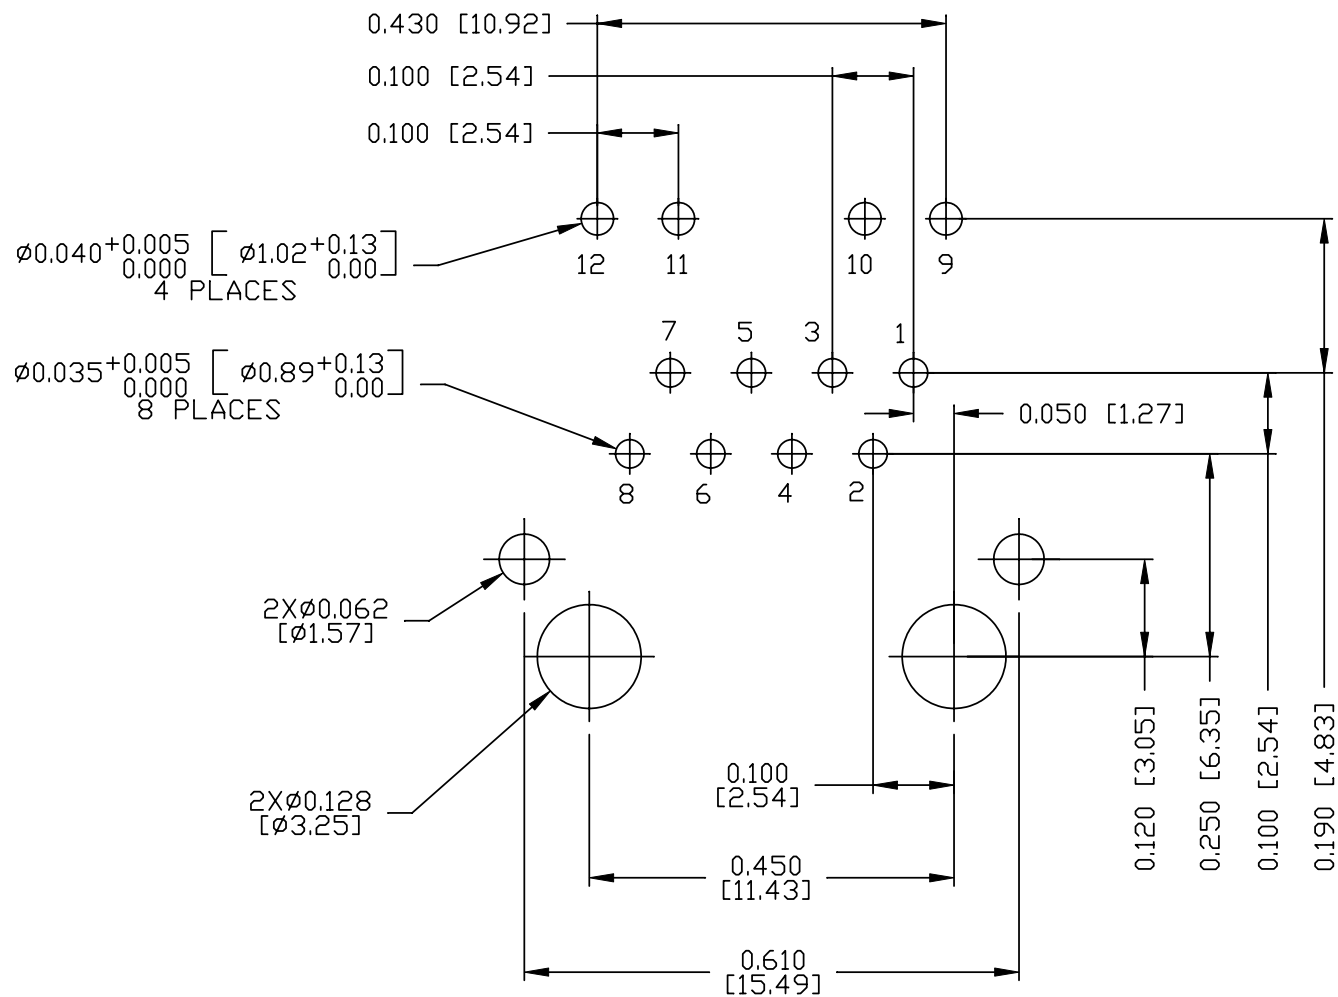 0.430 [10.92]
0.100 [2.54]
0.100 [2.54]
Ø0.040 +0.005 0.000 [ Ø1.02 +0.13 0.00 ]
4 PLACES
12 11 10 9
7 5 3 1
Ø0.035 +0.005 0.000 [ Ø0.89 +0.13 0.00 ]
8 PLACES
0.050 [1.27]
8 6 4 2
2XØ0.062
[Ø1.57]
2XØ0.128
[Ø3.25]
0.100
[2.54]
0.450
[11.43]
0.610
[15.49]
0.120 [3.05]
0.250 [6.35]
0.100 [2.54]
0.190 [4.83]